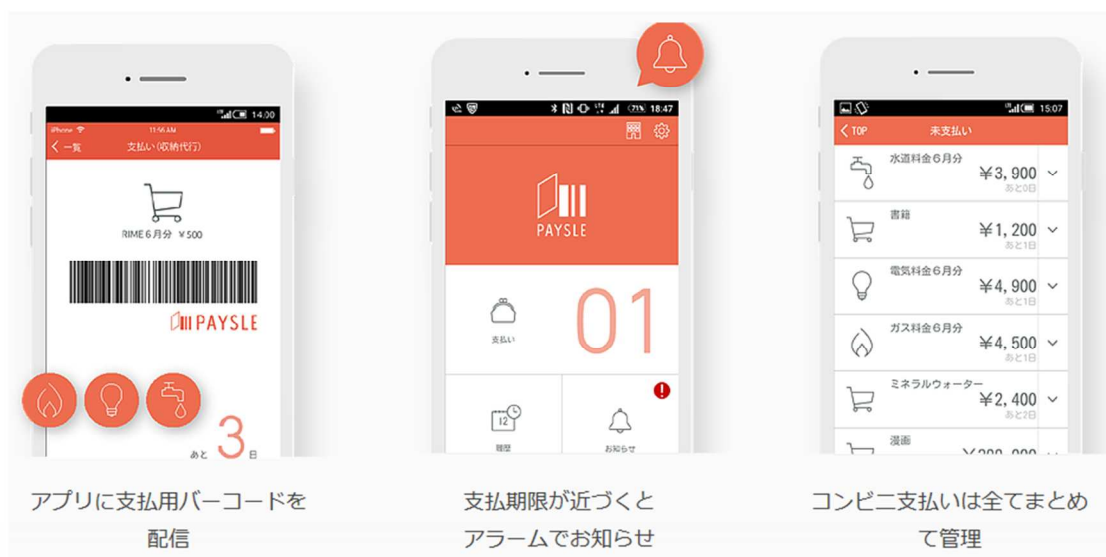 14:00
iPhone
11:56 AM
一覧
支払い(収納代行)
RIME 6月分 ¥500
PAYSLE
あと 3 日
アプリに支払用バーコードを
配信
71% 18:47
PAYSLE
支払い
01
12
履歴
お知らせ
支払期限が近づくと
アラームでお知らせ
15:07
TOP
未支払い
水道料金6月分
¥3,900
あと0日
書籍
¥1,200
あと1日
電気料金6月分
¥4,900
あと1日
ガス料金6月分
¥4,500
あと1日
ミネラルウォーター
¥2,400
あと2日
漫画
コンビニ支払いは全てまとめ
て管理